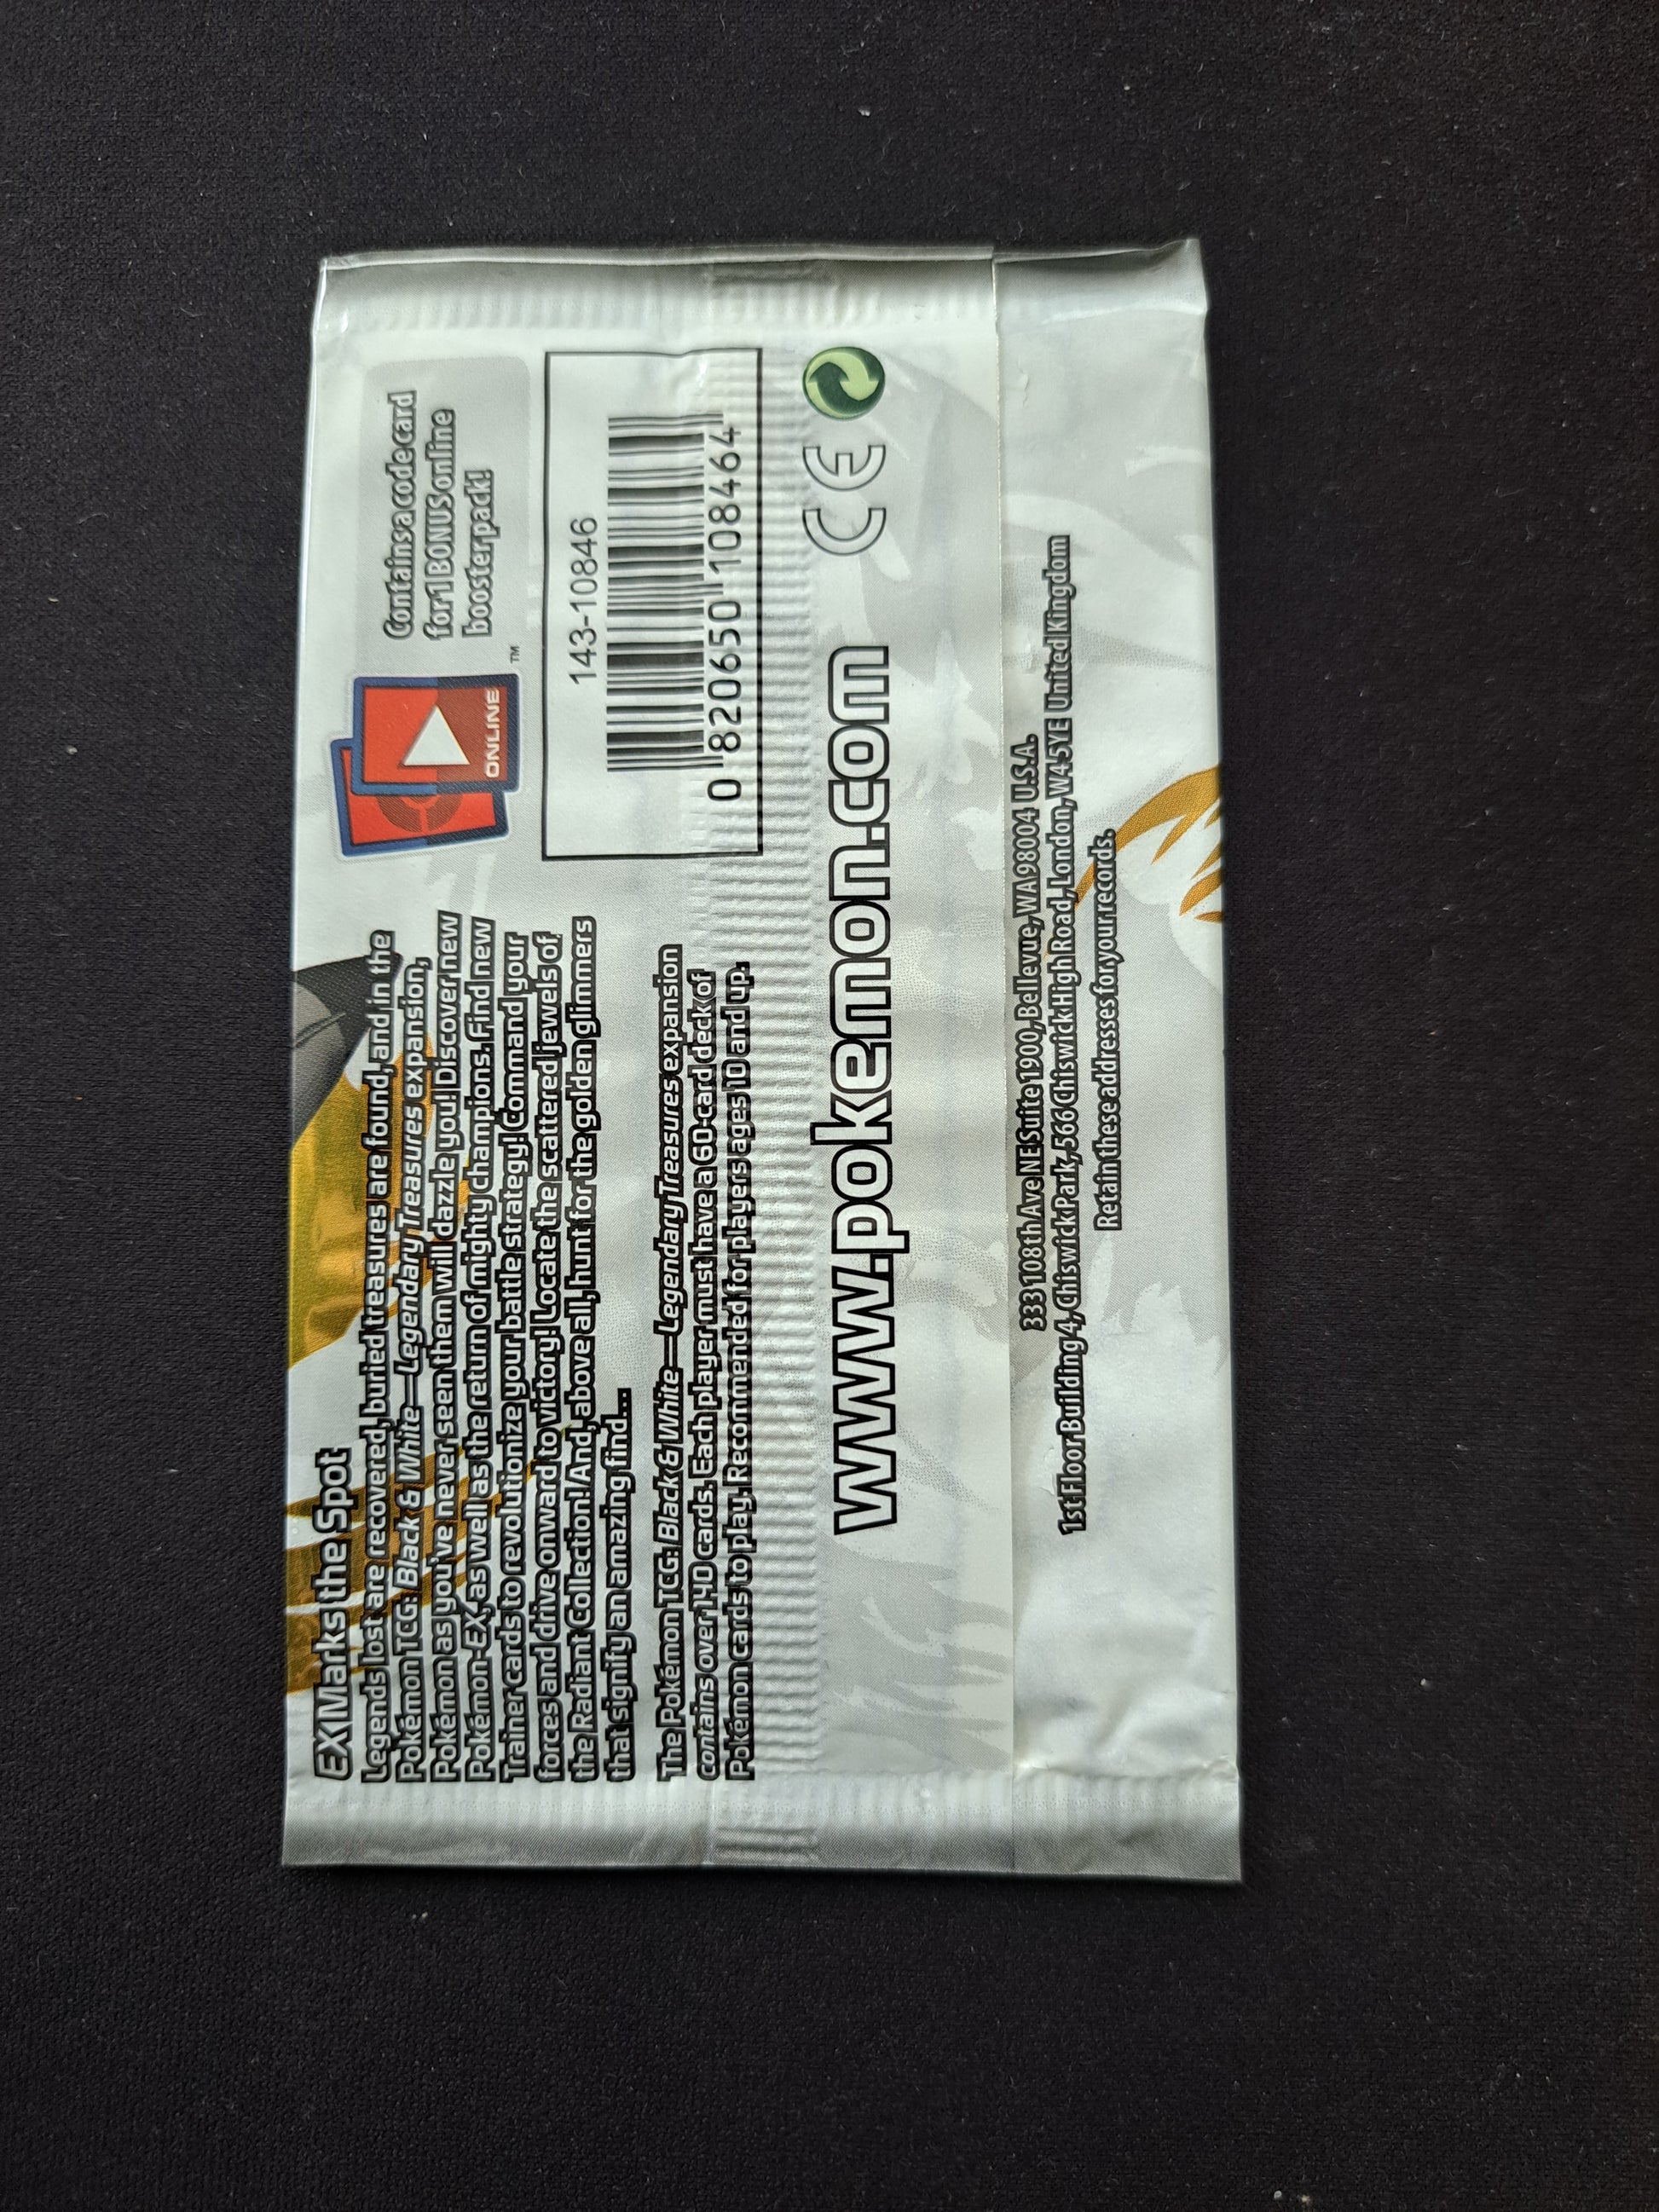 EX Marks the Spot
Legends lost are recovered, buried treasures are found, and in the
Pokémon TCG: Black & White—Legendary Treasures expansion,
Pokémon as you've never seen them will dazzle you! Discover new
Pokémon-EX, as well as the return of mighty champions. Find new
Trainer cards to revolutionize your battle strategy! Command your
forces and drive onward to victory! Locate the scattered jewels of
the Radiant Collection! And, above all, hunt for the golden glimmers
that signify an amazing find...
The Pokémon TCG: Black & White—Legendary Treasures expansion
contains over 140 cards. Each player must have a 60-card deck of
Pokémon cards to play. Recommended for players ages 10 and up.
ONLINE
TM
Contains a code card
for 1 BONUS online
booster pack!
143-10846
0 820650 108464
www.pokemon.com
CE
333 108th Ave NE Suite 1900, Bellevue, WA 98004 U.S.A.
1st Floor Building 4, Chiswick Park, 566 Chiswick High Road, London, W4 5YE United Kingdom
Retain these addresses for your records.